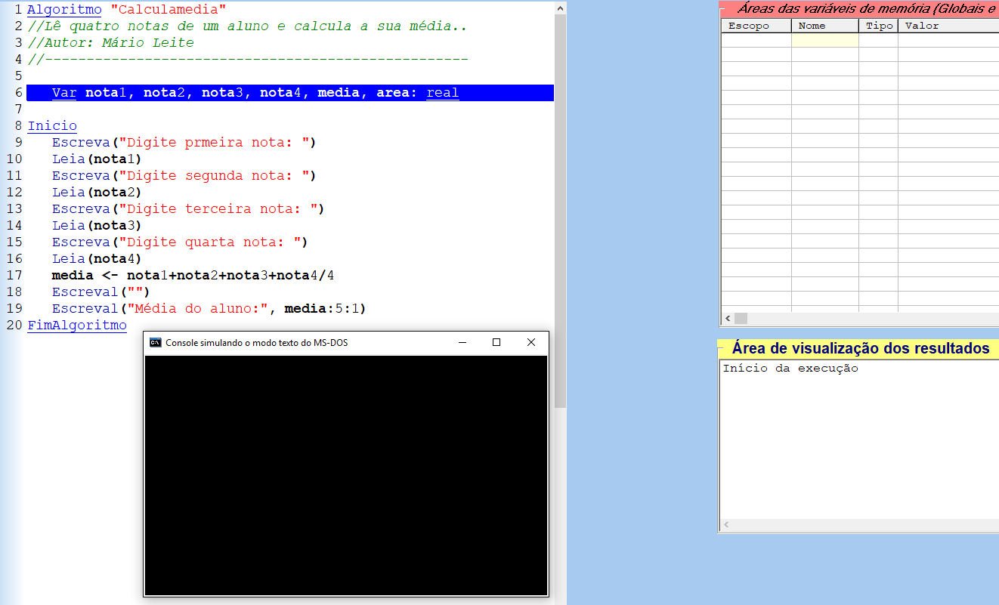 1 Algoritmo "Calculamedia"
2 //Lê quatro notas de um aluno e calcula a sua média..
3 //Autor: Mário Leite
4 //---------------------------------------------------
5
6 Var nota1, nota2, nota3, nota4, media, area: real
7
8 Inicio
9 Escreva("Digite prmeira nota: ")
10 Leia(nota1)
11 Escreva("Digite segunda nota: ")
12 Leia(nota2)
13 Escreva("Digite terceira nota: ")
14 Leia(nota3)
15 Escreva("Digite quarta nota: ")
16 Leia(nota4)
17 media <- nota1+nota2+nota3+nota4/4
18 Escreval("")
19 Escreval("Média do aluno:", media:5:1)
20 FimAlgoritmo
Console simulando o modo texto do MS-DOS
Áreas das variáveis de memória (Globais e
Escopo Nome Tipo Valor
Área de visualização dos resultados
Início da execução